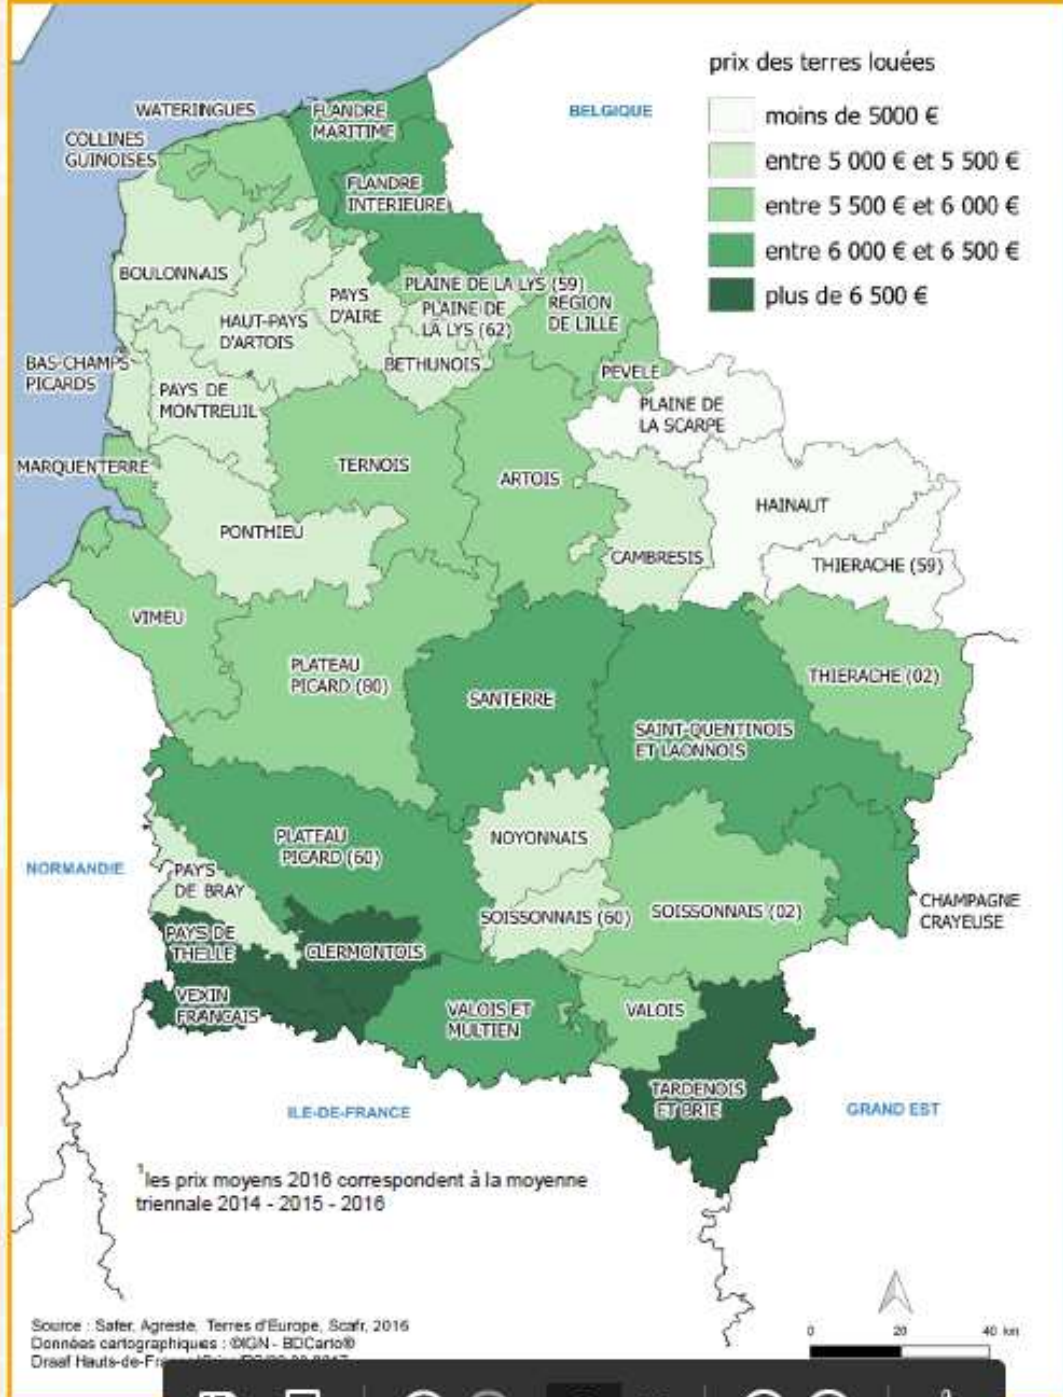 prix des terres louées
moins de 5000 €
entre 5 000 € et 5 500 €
entre 5 500 € et 6 000 €
entre 6 000 € et 6 500 €
plus de 6 500 €
BELGIQUE
WATERINGUES
FLANDRE
MARITIME
COLLINES
GUINOISES
FLANDRE
INTERIEURE
BOULONNAIS
PLAINE DE LA LYS (59)
PAYS
D'AIRE
PLAINE DE
LA LYS (62)
REGION
DE LILLE
HAUT-PAYS
D'ARTOIS
BAS-CHAMPS
PICARDS
BETHUNOIS
PEVELE
PAYS DE
MONTREUIL
PLAINE DE
LA SCARPE
MARQUENTERRE
TERNOIS
ARTOIS
HAINAUT
PONTHIEU
CAMBRESIS
THIERACHE (59)
VIMEU
PLATEAU
PICARD (80)
SANTERRE
THIERACHE (02)
SAINT-QUENTINOIS
ET LAONNOIS
PLATEAU
PICARD (60)
NOYONNAIS
NORMANDIE
PAYS
DE BRAY
SOISSONNAIS (60)
SOISSONNAIS (02)
CHAMPAGNE
CRAYEUSE
PAYS DE
THELLE
CLERMONTOIS
VEXIN
FRANCAIS
VALOIS ET
MULTIEN
VALOIS
TARDENOIS
ET BRIE
ILE-DE-FRANCE
GRAND EST
1les prix moyens 2016 correspondent à la moyenne
triennale 2014 - 2015 - 2016
Source : Safer, Agreste, Terres d'Europe, Scafr, 2016
Données cartographiques : ©IGN - BDCarto®
Draaf Hauts-de-
0 20 40 km